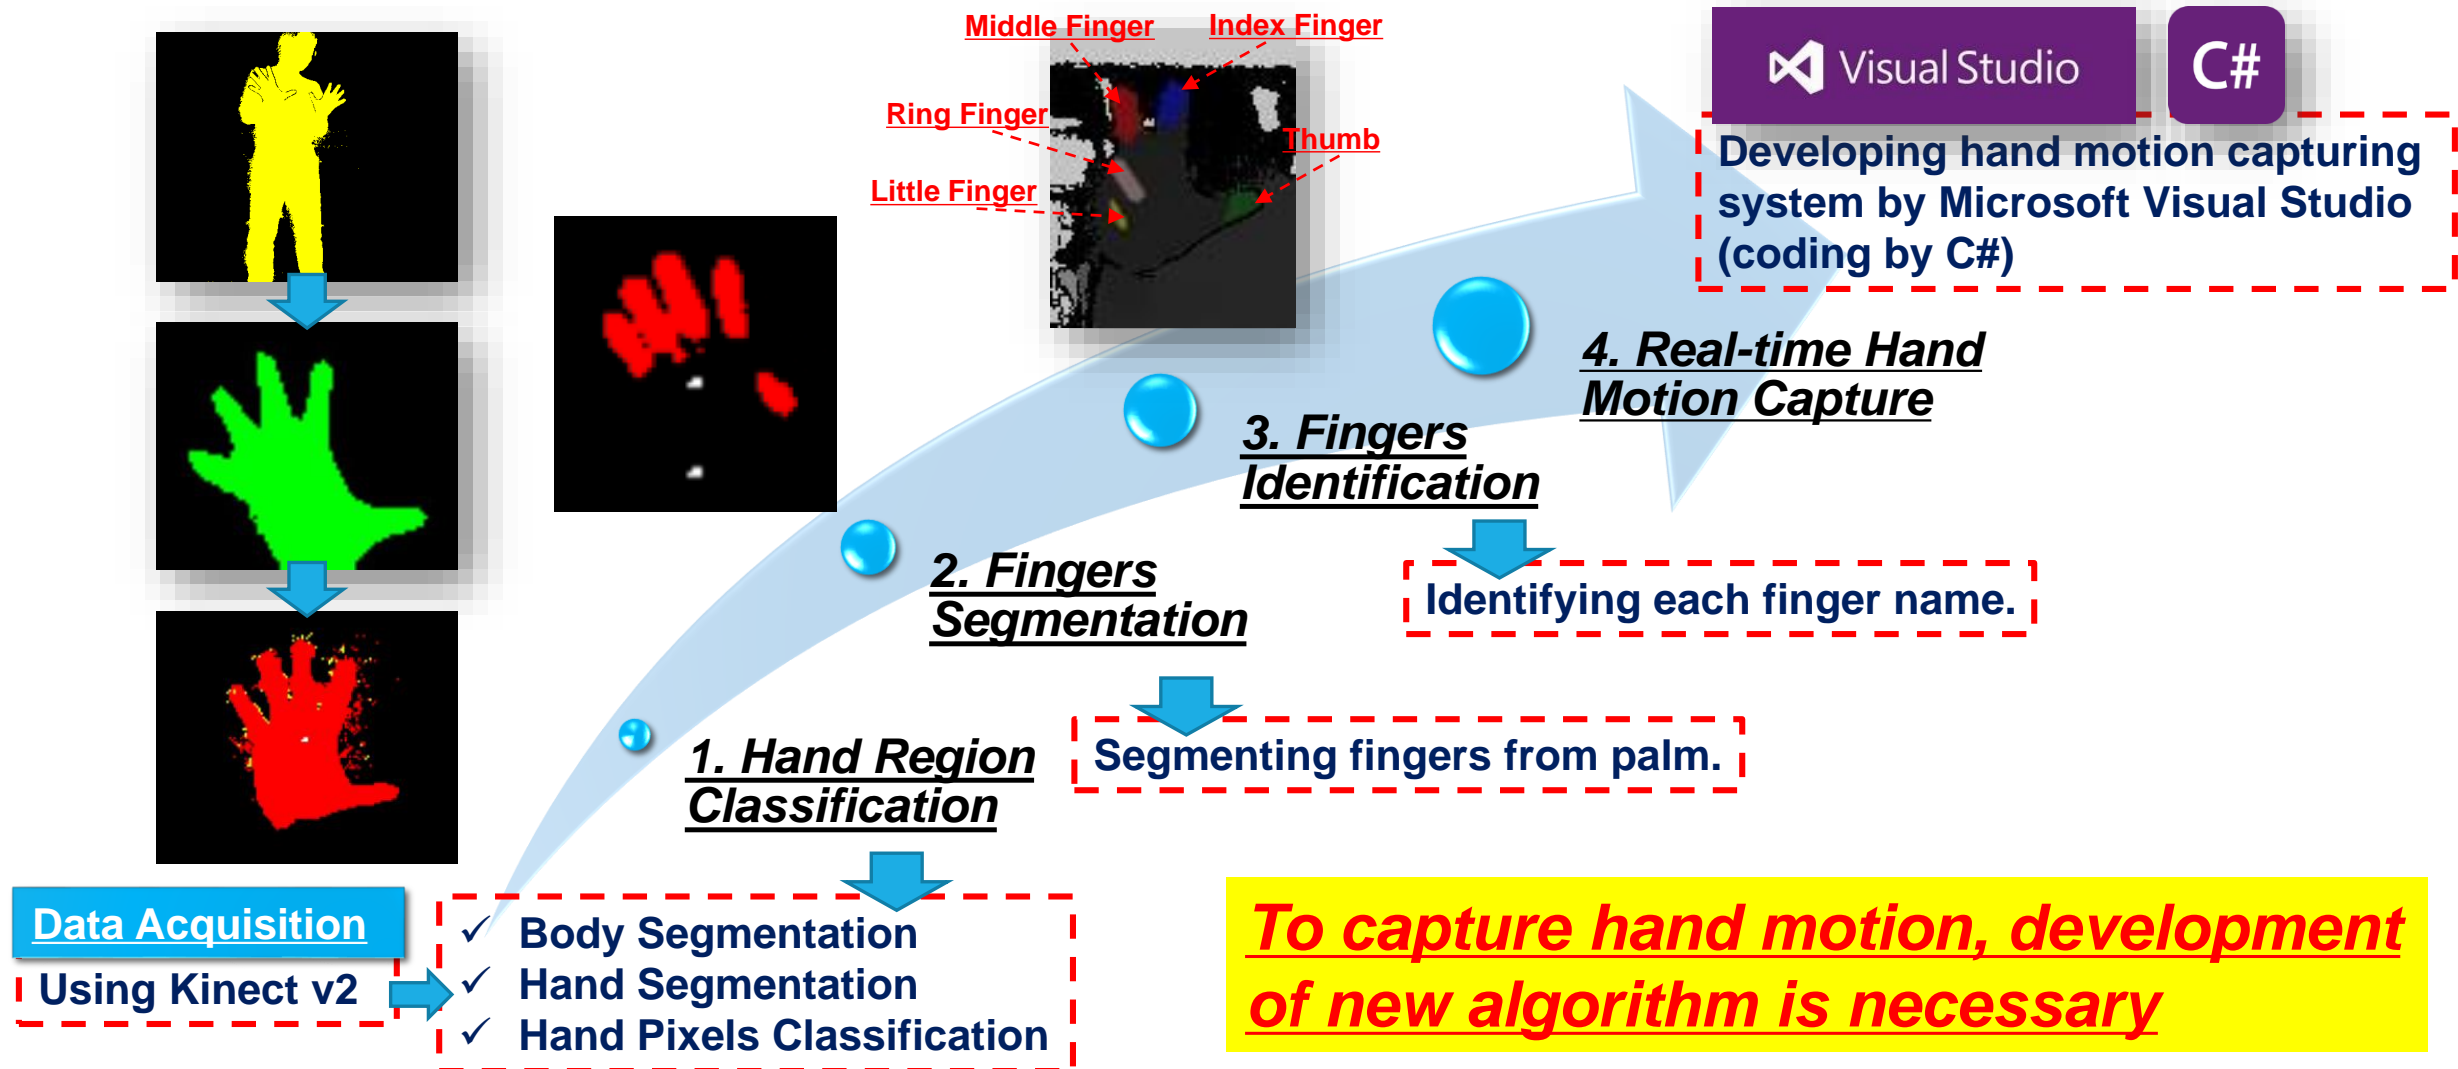 Middle Finger
Index Finger
Ring Finger
Thumb
Little Finger
Visual Studio
C#
Developing hand motion capturing
system by Microsoft Visual Studio
(coding by C#)
4. Real-time Hand
Motion Capture
3. Fingers
Identification
Identifying each finger name.
2. Fingers
Segmentation
Segmenting fingers from palm.
1. Hand Region
Classification
Data Acquisition
Using Kinect v2
✓ Body Segmentation
✓ Hand Segmentation
✓ Hand Pixels Classification
To capture hand motion, development
of new algorithm is necessary